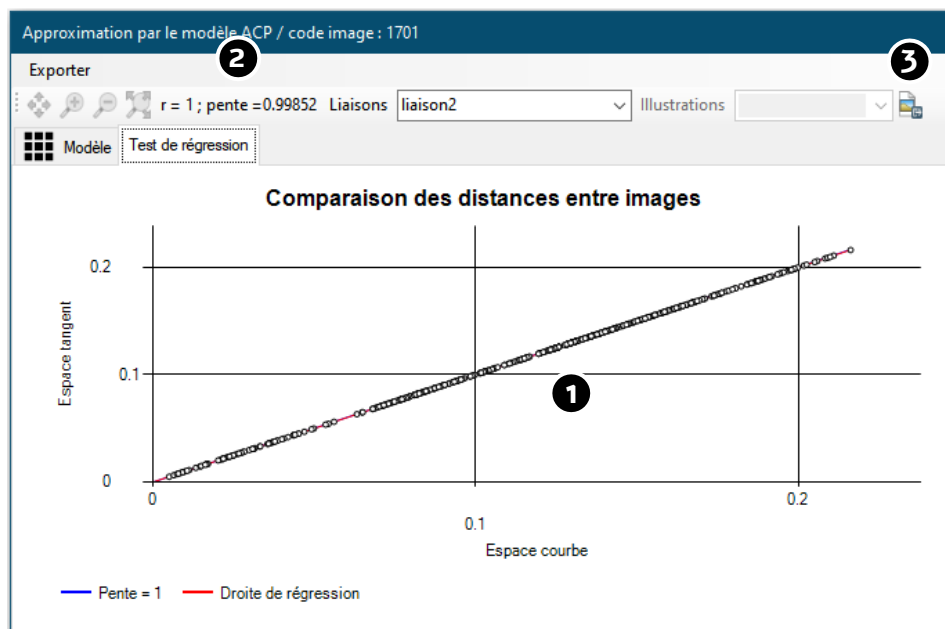 Approximation par le modèle ACP / code image : 1701
2
3
Exporter
r = 1 ; pente =0.99852 Liaisons liaison2 Illustrations
Modèle Test de régression
Comparaison des distances entre images
0.2
Espace tangent
0.1
1
0
0 0.2
0.1
Espace courbe
Pente = 1 Droite de régression